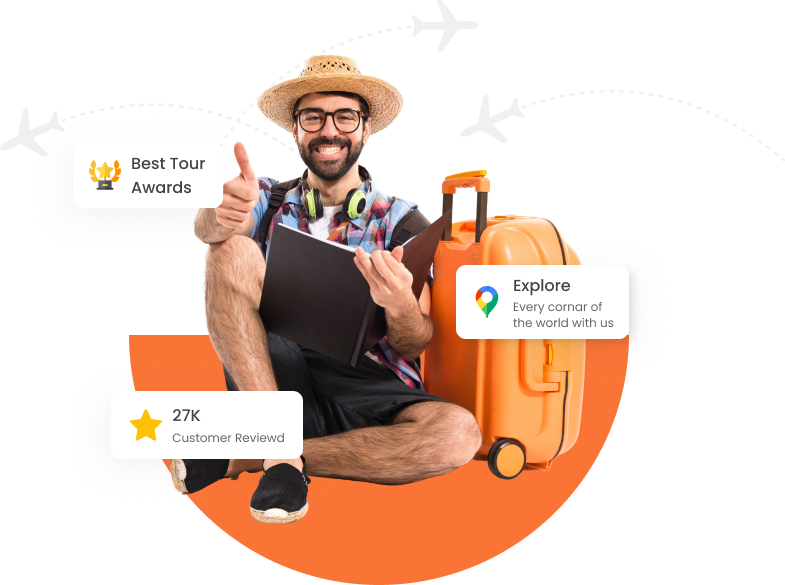 Best Tour
Awards
Explore
Every cornar of
the world with us
27K
Customer Reviewd